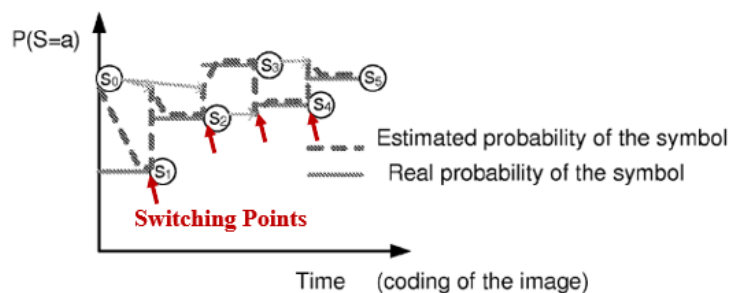 P(S=a)
S0
S3
S5
S4
S2
S1
Estimated probability of the symbol
Real probability of the symbol
Switching Points
Time (coding of the image)